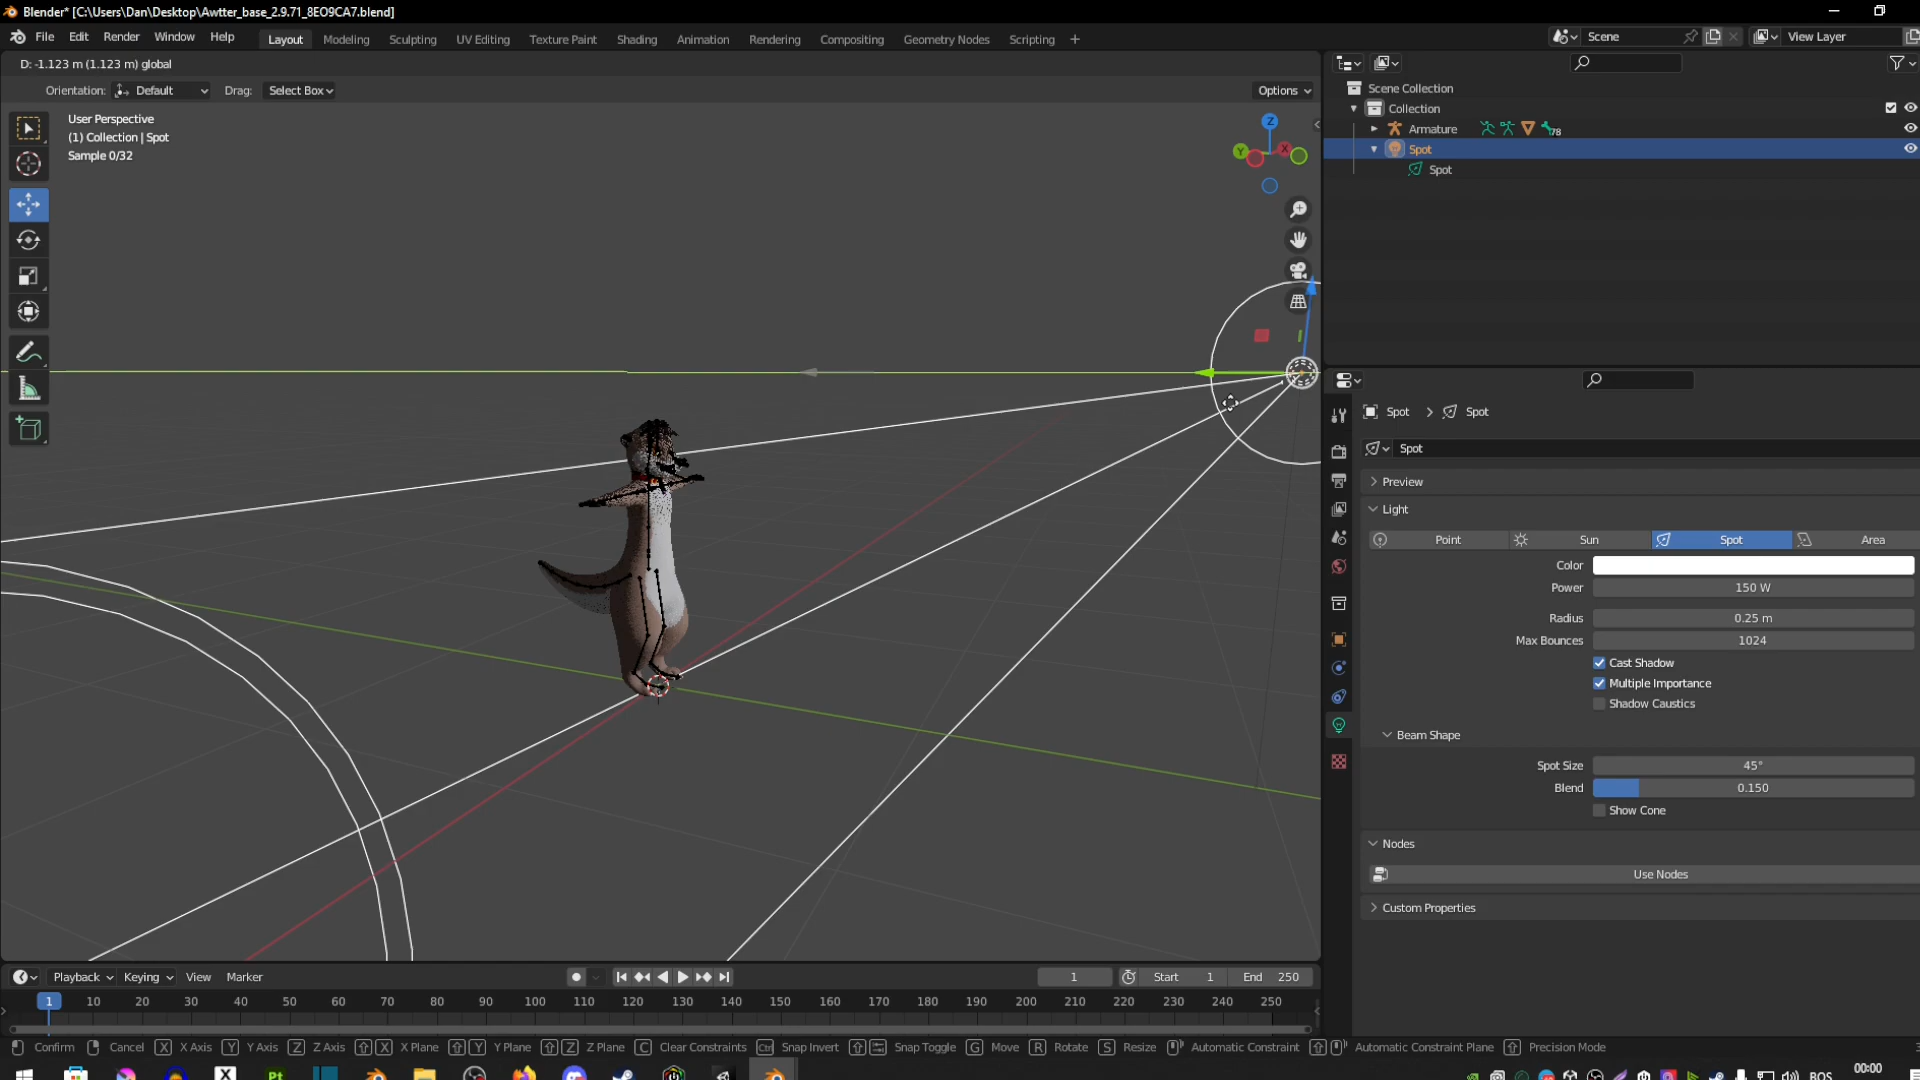 Blender* [C:\Users\Dan\Desktop\Awtter_base_2.9.71_8EO9CA7.blend]
File Edit Render Window Help Layout Modeling Sculpting UV Editing Texture Paint Shading Animation Rendering Compositing Geometry Nodes Scripting + Scene View Layer
D: -1.123 m (1.123 m) global
Orientation: Default Drag: Select Box Options
User Perspective
(1) Collection | Spot
Sample 0/32
Z
Y
X
Scene Collection
Collection
Armature 78
Spot
Spot
Spot > Spot
Spot
Preview
Light
Point Sun Spot Area
Color
Power 150 W
Radius 0.25 m
Max Bounces 1024
Cast Shadow
Multiple Importance
Shadow Caustics
Beam Shape
Spot Size 45°
Blend 0.150
Show Cone
Nodes
Use Nodes
Custom Properties
Playback Keying View Marker 1 Start 1 End 250
1 10 20 30 40 50 60 70 80 90 100 110 120 130 140 150 160 170 180 190 200 210 220 230 240 250
Confirm Cancel X X Axis Y Y Axis Z Z Axis X X Plane Y Y Plane Z Z Plane C Clear Constraints Ctrl Snap Invert Snap Toggle G Move R Rotate S Resize Automatic Constraint Automatic Constraint Plane Precision Mode
X Pt BOS 00:00